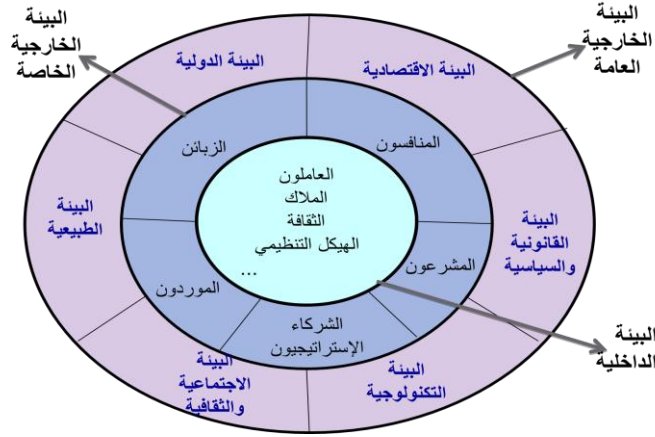 البيئة
الخارجية
العامة
البيئة
الخارجية
الخاصة
البيئة الاقتصادية
البيئة الدولية
المنافسون
الزبائن
العاملون
الملاك
الثقافة
الهيكل التنظيمي
...
البيئة
القانونية
والسياسية
البيئة
الطبيعية
المشرعون
الموردون
الشركاء
الإستراتيجيون
البيئة
الداخلية
البيئة
التكنولوجية
البيئة
الاجتماعية
والثقافية